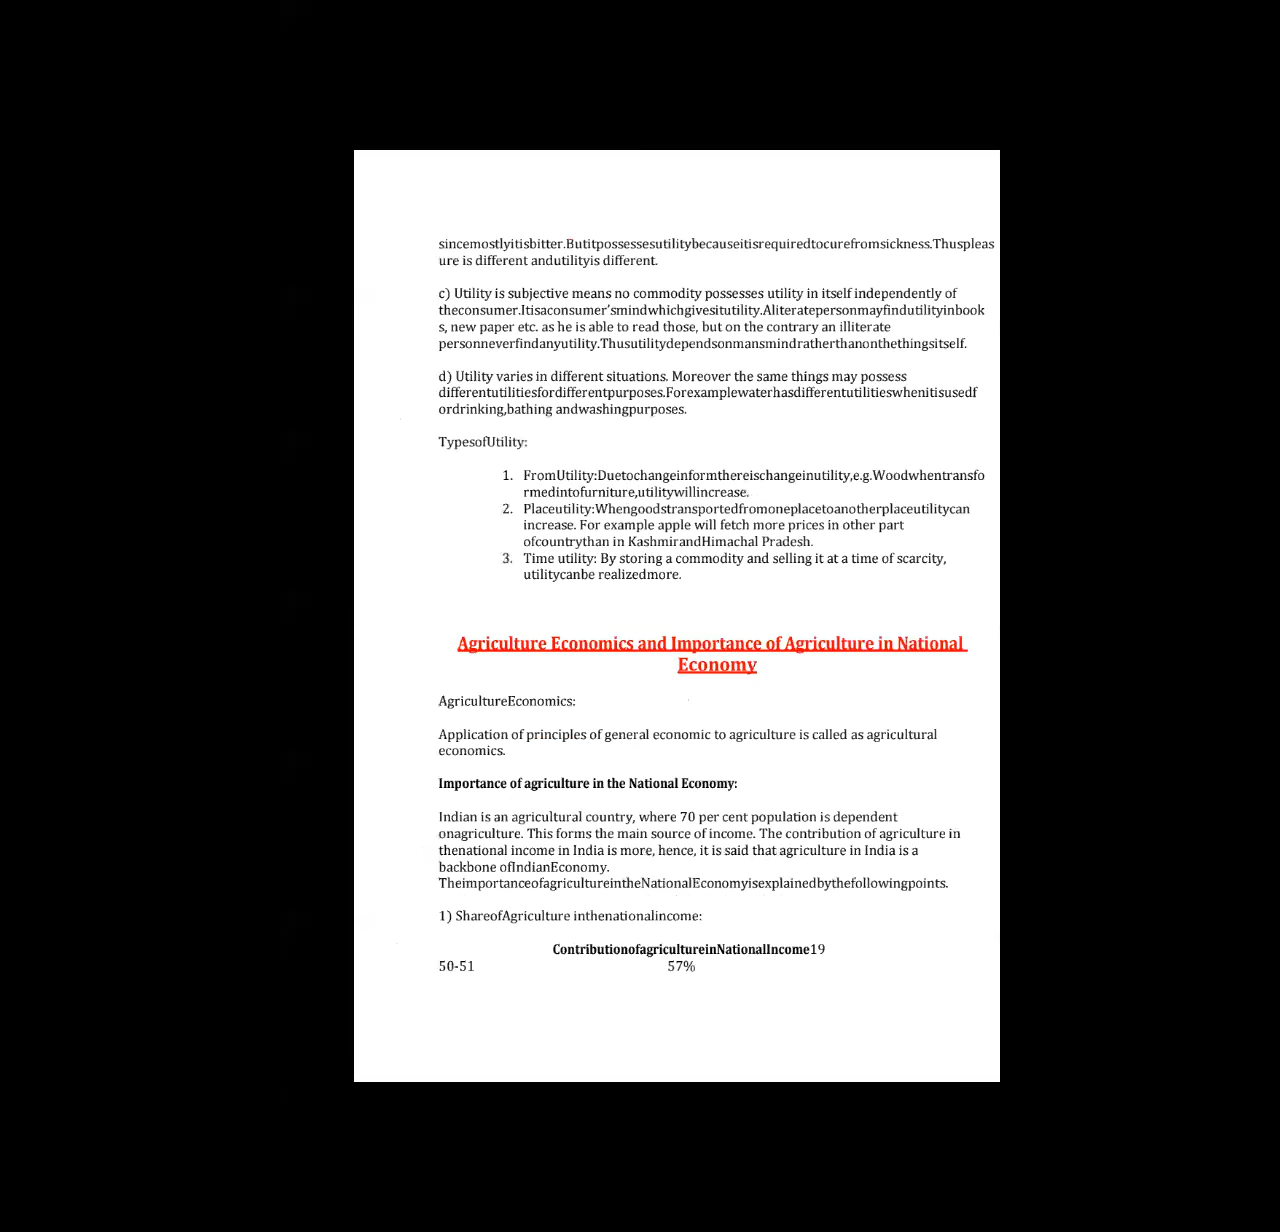 sincemostlyitisbitter.Butitpossessesutilitybecauseitisrequiredtocurefromsickness.Thuspleas
ure is different andutilityis different.
c) Utility is subjective means no commodity possesses utility in itself independently of
theconsumer.Itisaconsumer'smindwhichgivesitutility.Aliteratepersonmayfindutilityinbook
s, new paper etc. as he is able to read those, but on the contrary an illiterate
personneverfindanyutility.Thusutilitydependsonmansmindratherthanonthethingsitself.
d) Utility varies in different situations. Moreover the same things may possess
differentutilitiesfordifferentpurposes.Forexamplewaterhasdifferentutilitieswhenitisusedf
ordrinking,bathing andwashingpurposes.
TypesofUtility:
1. FromUtility:Duetochangeinformthereischangeinutility,e.g.Woodwhentransfo
rmedintofurniture,utilitywillincrease.
2. Placeutility:Whengoodstransportedfromoneplacetoanotherplaceutilitycan
increase. For example apple will fetch more prices in other part
ofcountrythan in KashmirandHimachal Pradesh.
3. Time utility: By storing a commodity and selling it at a time of scarcity,
utilitycanbe realizedmore.
Agriculture Economics and Importance of Agriculture in National
Economy
AgricultureEconomics:
Application of principles of general economic to agriculture is called as agricultural
economics.
Importance of agriculture in the National Economy:
Indian is an agricultural country, where 70 per cent population is dependent
onagriculture. This forms the main source of income. The contribution of agriculture in
thenational income in India is more, hence, it is said that agriculture in India is a
backbone ofIndianEconomy.
TheimportanceofagricultureintheNationalEconomyisexplainedbythefollowingpoints.
1) ShareofAgriculture inthenationalincome:
ContributionofagricultureinNationalIncome19
50-51 57%